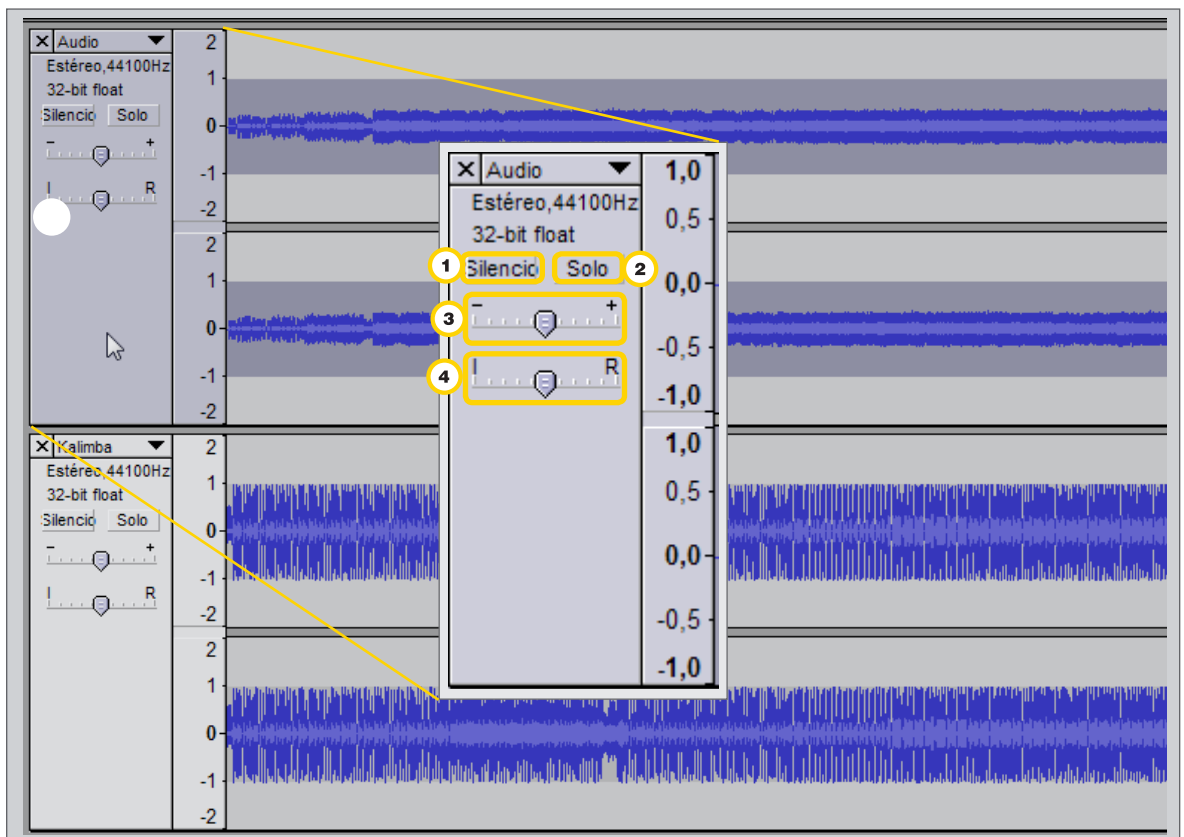 X Audio
Estéreo,44100Hz
32-bit float
Silencio Solo
- +
I R
2
1
0
-1
-2
2
1
0
-1
-2
X Audio
Estéreo,44100Hz
32-bit float
1 Silencio Solo 2
3 - +
4 I R
1,0
0,5
0,0
-0,5
-1,0
1,0
0,5
0,0
-0,5
-1,0
X Kalimba
Estéreo,44100Hz
32-bit float
Silencio Solo
- +
I R
2
1
0
-1
-2
2
1
0
-1
-2